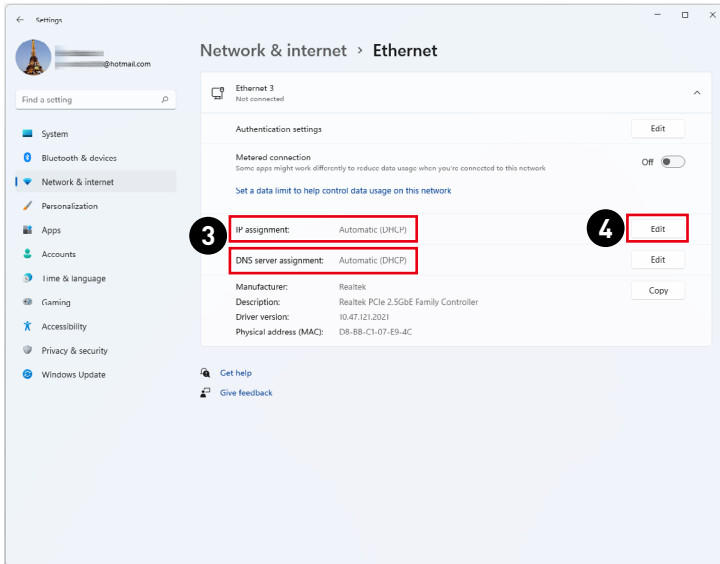 Settings
@hotmail.com
Find a setting
System
Bluetooth & devices
Network & internet
Personalization
Apps
Accounts
Time & language
Gaming
Accessibility
Privacy & security
Windows Update
Network & internet > Ethernet
Ethernet 3
Not connected
Authentication settings Edit
Metered connection
Some apps might work differently to reduce data usage when you're connected to this network
Off
Set a data limit to help control data usage on this network
3 IP assignment: Automatic (DHCP) 4 Edit
DNS server assignment: Automatic (DHCP) Edit
Manufacturer: Realtek Copy
Description: Realtek PCIe 2.5GbE Family Controller
Driver version: 10.47.121.2021
Physical address (MAC): D8-BB-C1-07-E9-4C
Get help
Give feedback